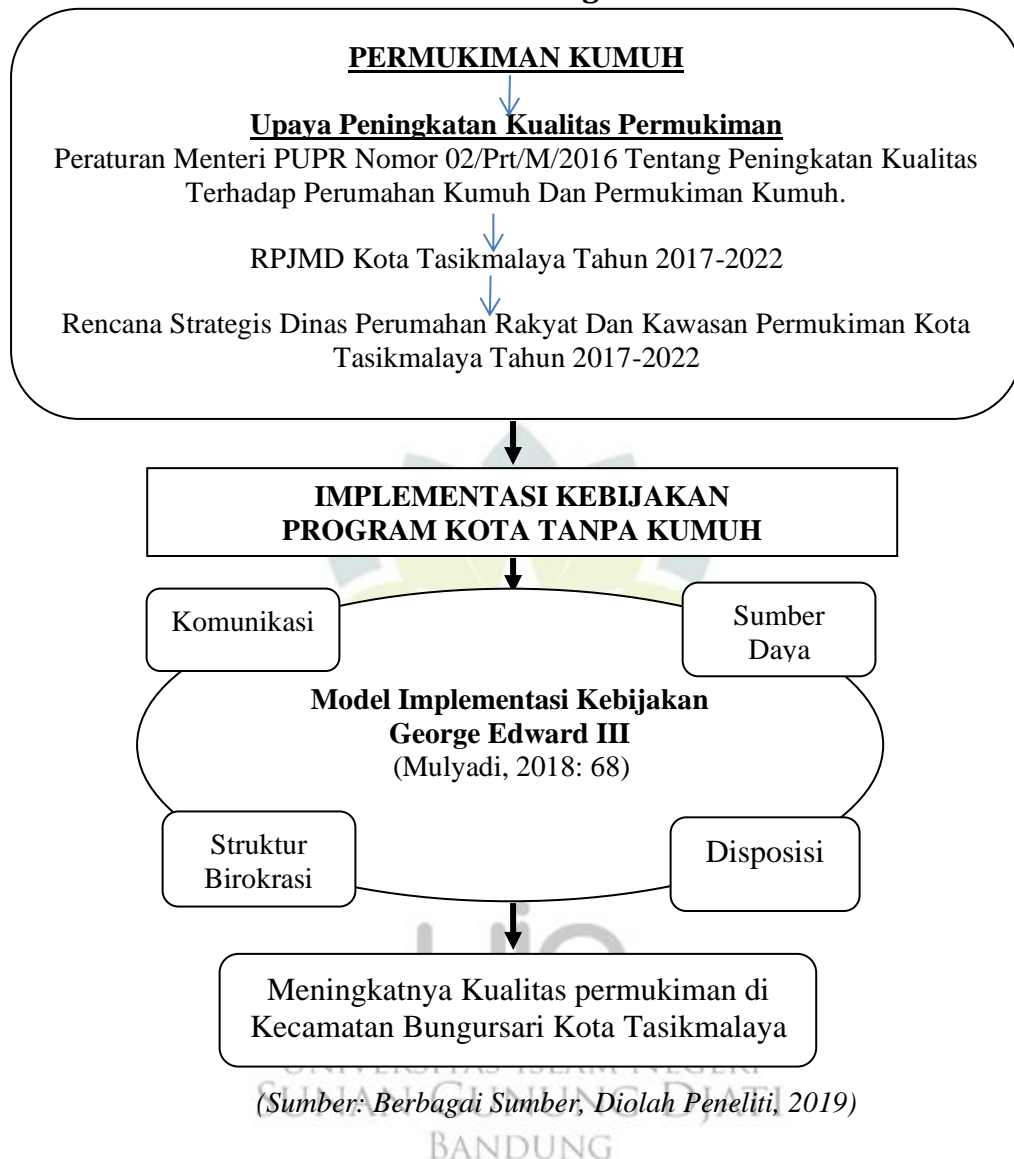 PERMUKIMAN KUMUH
Upaya Peningkatan Kualitas Permukiman
Peraturan Menteri PUPR Nomor 02/Prt/M/2016 Tentang Peningkatan Kualitas
Terhadap Perumahan Kumuh Dan Permukiman Kumuh.
RPJMD Kota Tasikmalaya Tahun 2017-2022
Rencana Strategis Dinas Perumahan Rakyat Dan Kawasan Permukiman Kota
Tasikmalaya Tahun 2017-2022
IMPLEMENTASI KEBIJAKAN
PROGRAM KOTA TANPA KUMUH
Komunikasi
Sumber
Daya
Model Implementasi Kebijakan
George Edward III
(Mulyadi, 2018: 68)
Struktur
Birokrasi
Disposisi
Meningkatnya Kualitas permukiman di
Kecamatan Bungursari Kota Tasikmalaya
UNIVERSITAS ISLAM NEGERI
SUNAN GUNUNG DJATI
(Sumber: Berbagai Sumber, Diolah Peneliti, 2019)
BANDUNG